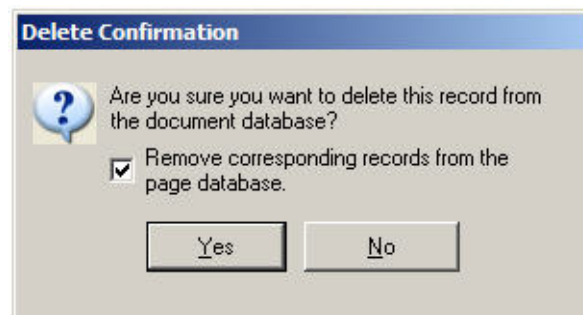 Delete Confirmation
Are you sure you want to delete this record from
the document database?
Remove corresponding records from the
page database.
Yes
No